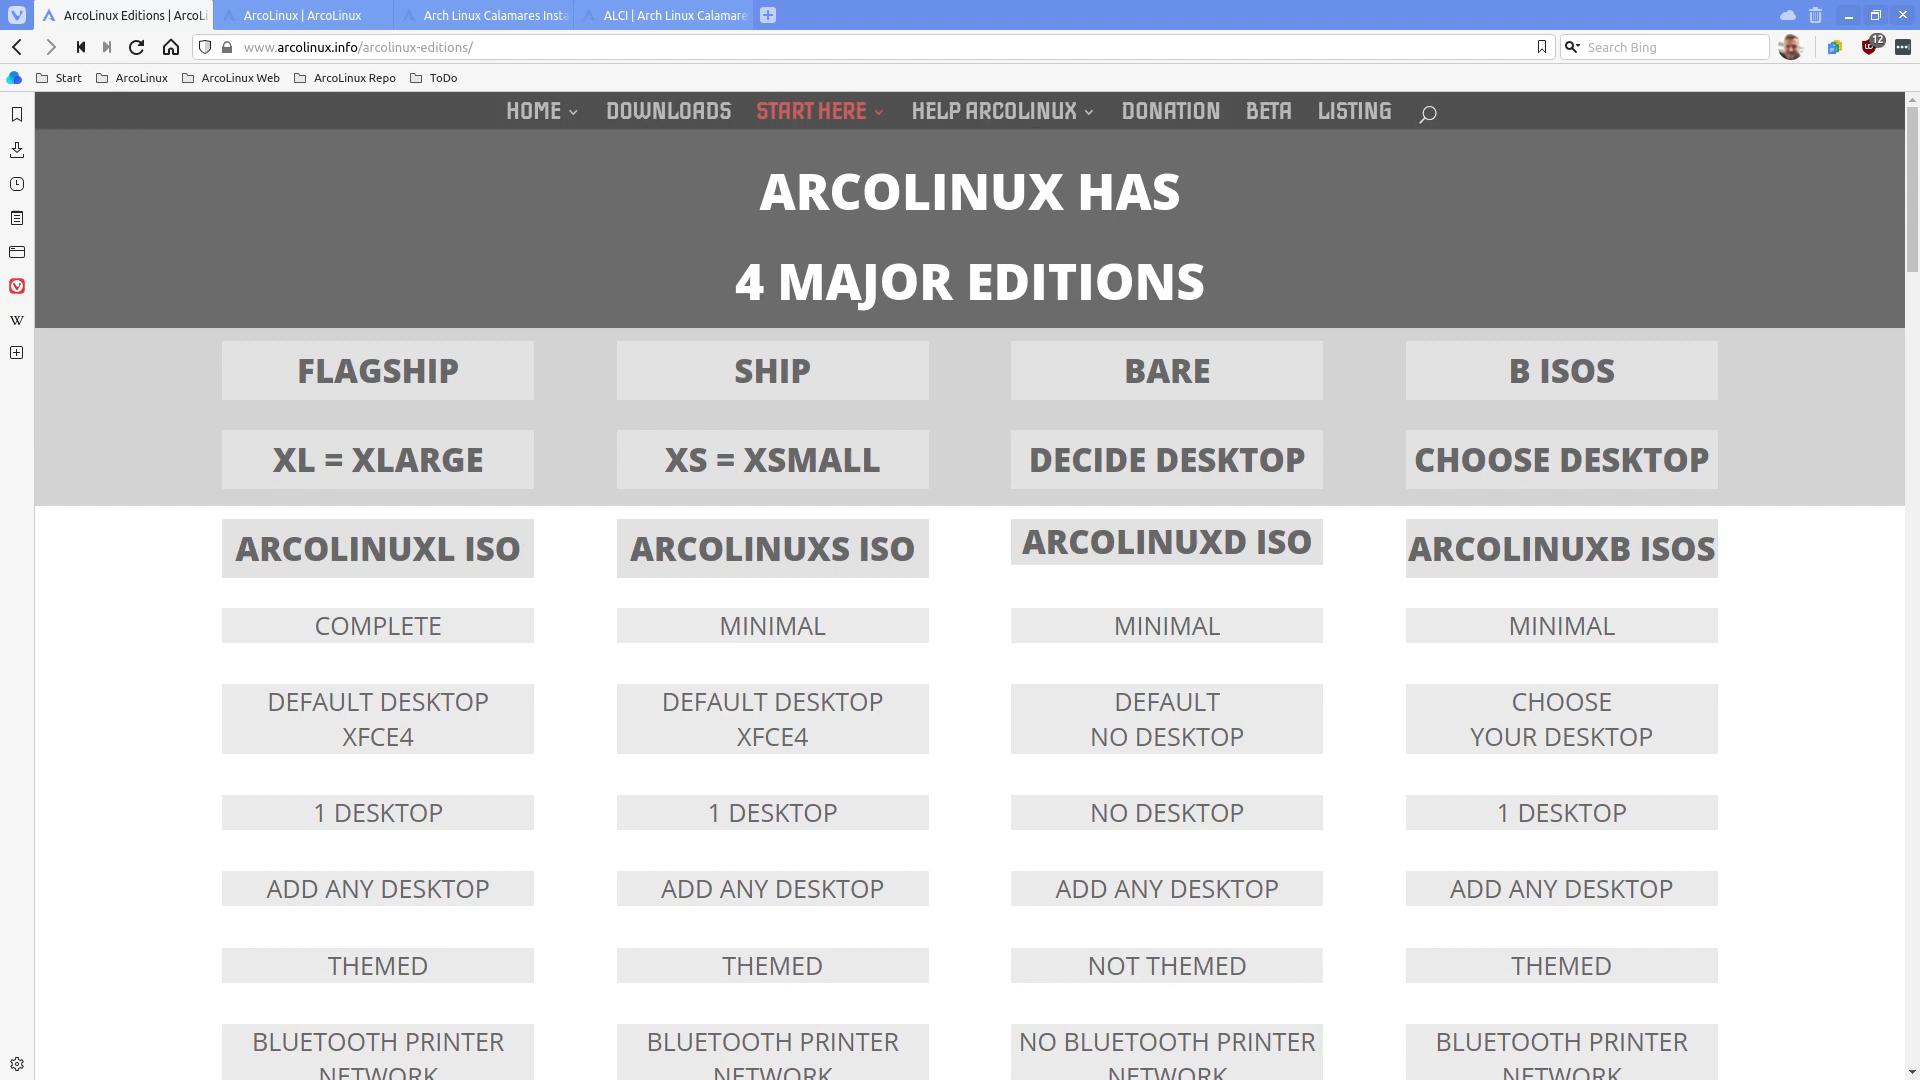 ArcoLinux Editions | ArcoLi
ArcoLinux | ArcoLinux
Arch Linux Calamares Insta
ALCI | Arch Linux Calamare
www.arcolinux.info/arcolinux-editions/
Search Bing
12
Start
ArcoLinux
ArcoLinux Web
ArcoLinux Repo
ToDo
HOME
DOWNLOADS
START HERE
HELP ARCOLINUX
DONATION
BETA
LISTING
ARCOLINUX HAS
4 MAJOR EDITIONS
FLAGSHIP
SHIP
BARE
B ISOS
XL = XLARGE
XS = XSMALL
DECIDE DESKTOP
CHOOSE DESKTOP
ARCOLINUXL ISO
ARCOLINUXS ISO
ARCOLINUXD ISO
ARCOLINUXB ISOS
COMPLETE
MINIMAL
MINIMAL
MINIMAL
DEFAULT DESKTOP
XFCE4
DEFAULT DESKTOP
XFCE4
DEFAULT
NO DESKTOP
CHOOSE
YOUR DESKTOP
1 DESKTOP
1 DESKTOP
NO DESKTOP
1 DESKTOP
ADD ANY DESKTOP
ADD ANY DESKTOP
ADD ANY DESKTOP
ADD ANY DESKTOP
THEMED
THEMED
NOT THEMED
THEMED
BLUETOOTH PRINTER
NETWORK
BLUETOOTH PRINTER
NETWORK
NO BLUETOOTH PRINTER
NETWORK
BLUETOOTH PRINTER
NETWORK
W